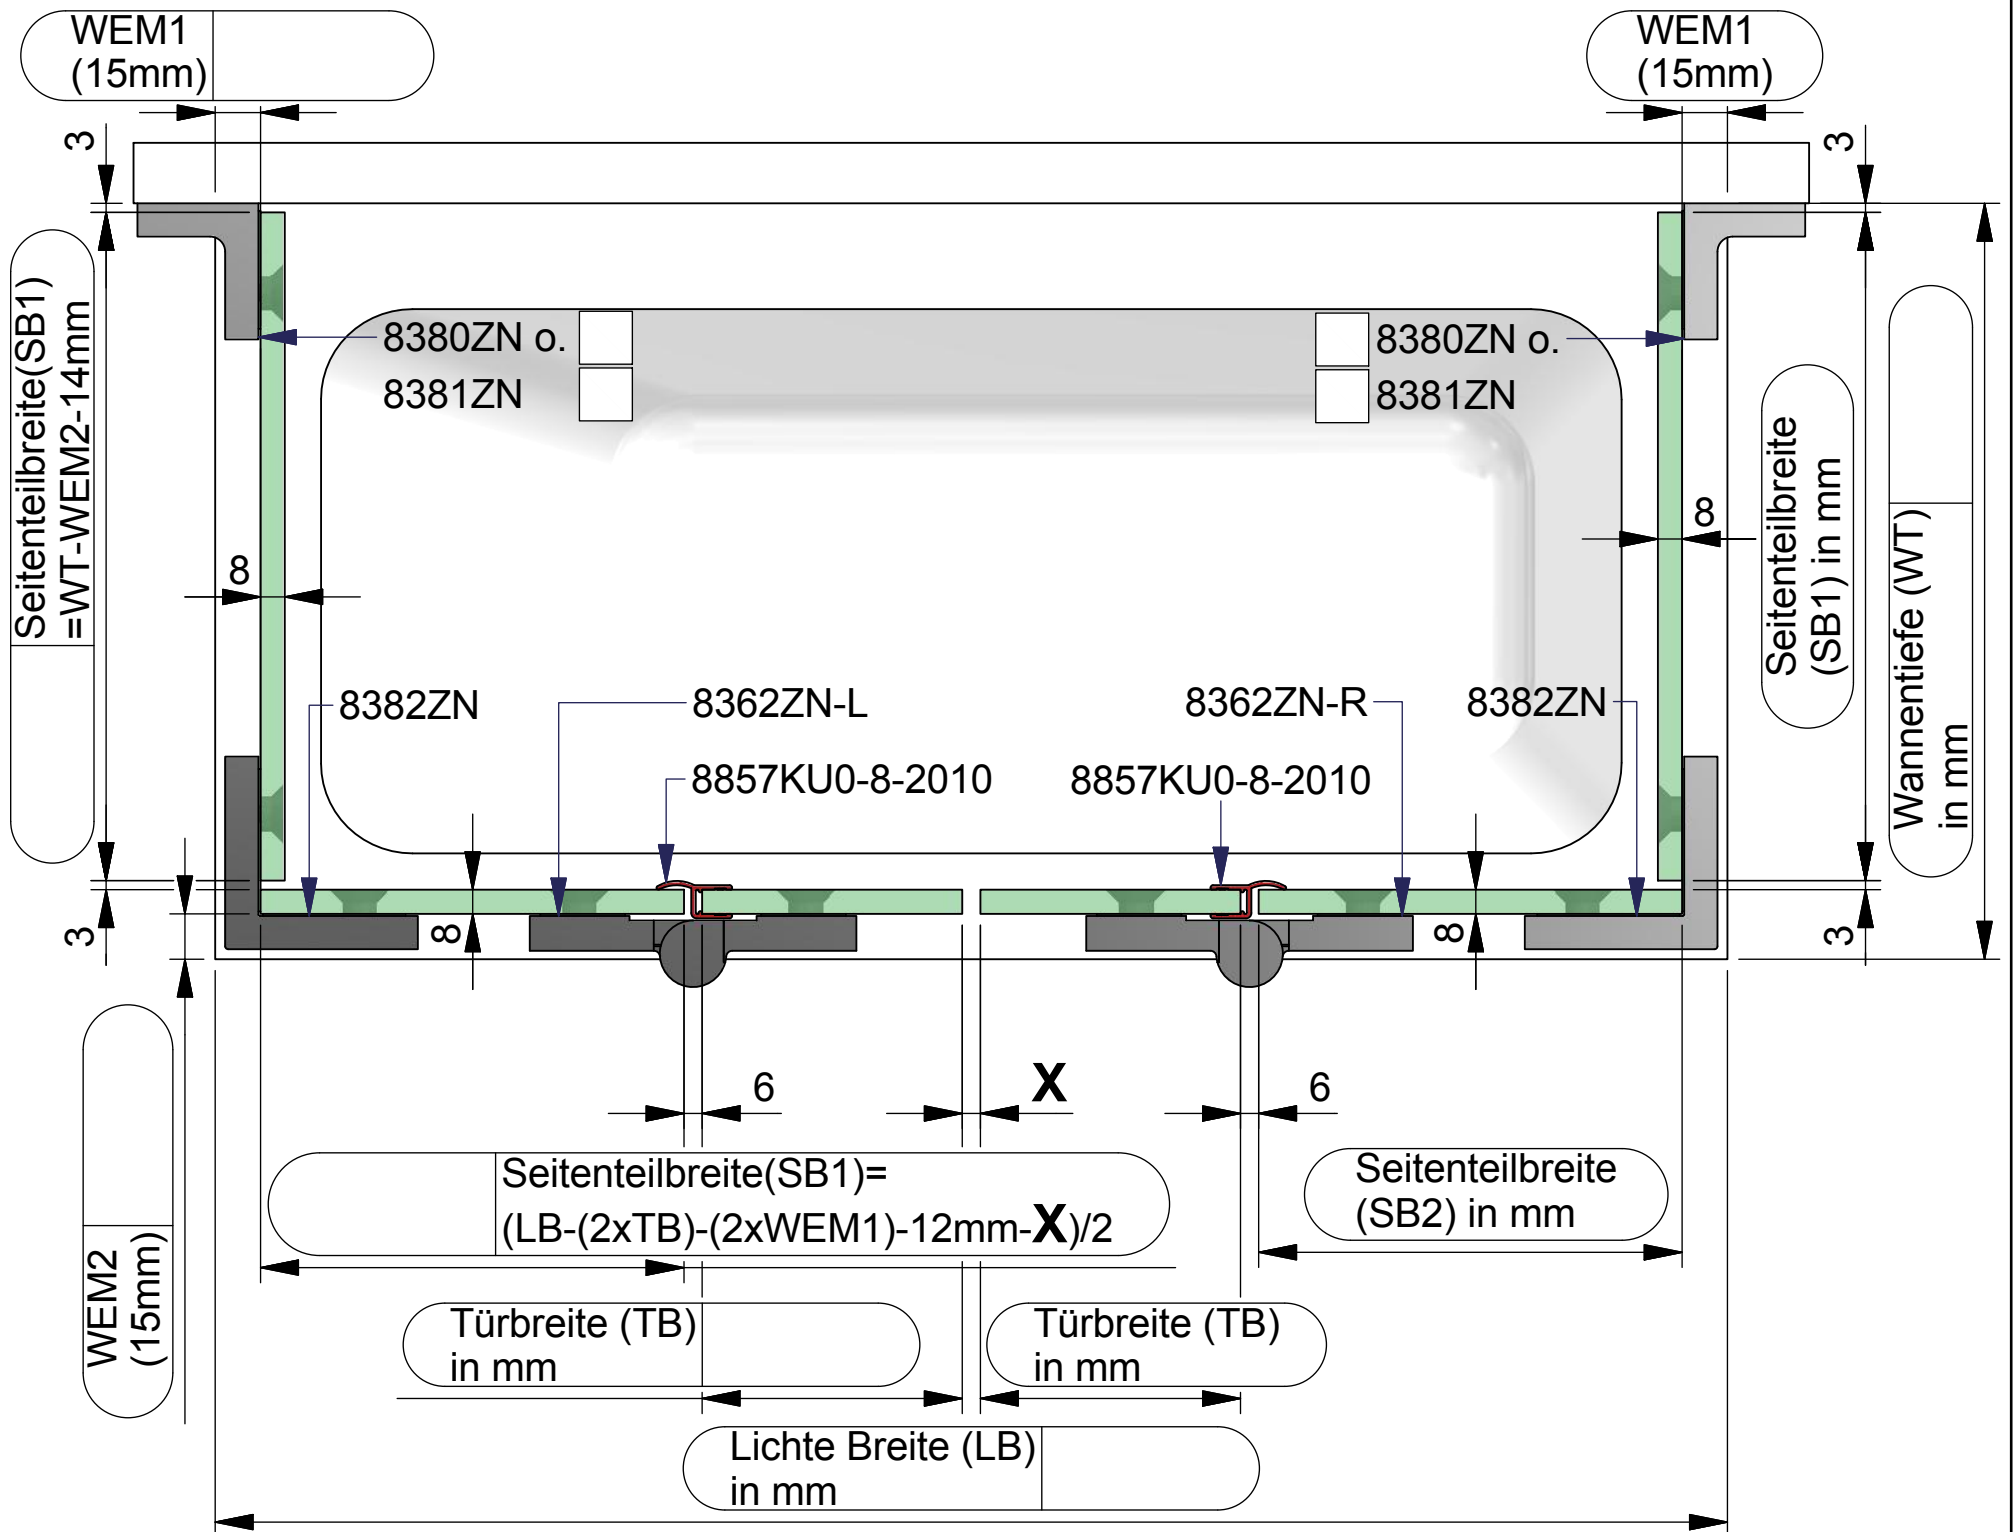 WEM1
(15mm)
WEM1
(15mm)
3
3
Seitenteilbreite(SB1)
=WT-WEM2-14mm
8380ZN o.
8381ZN
8380ZN o.
8381ZN
Seitenteilbreite
(SB1) in mm
Wannentiefe (WT)
in mm
8
8
8382ZN
8362ZN-L
8362ZN-R
8382ZN
8857KU0-8-2010
8857KU0-8-2010
3
8
8
3
WEM2
(15mm)
6
X
6
Seitenteilbreite(SB1)=
(LB-(2xTB)-(2xWEM1)-12mm-X)/2
Seitenteilbreite
(SB2) in mm
Türbreite (TB)
in mm
Türbreite (TB)
in mm
Lichte Breite (LB)
in mm